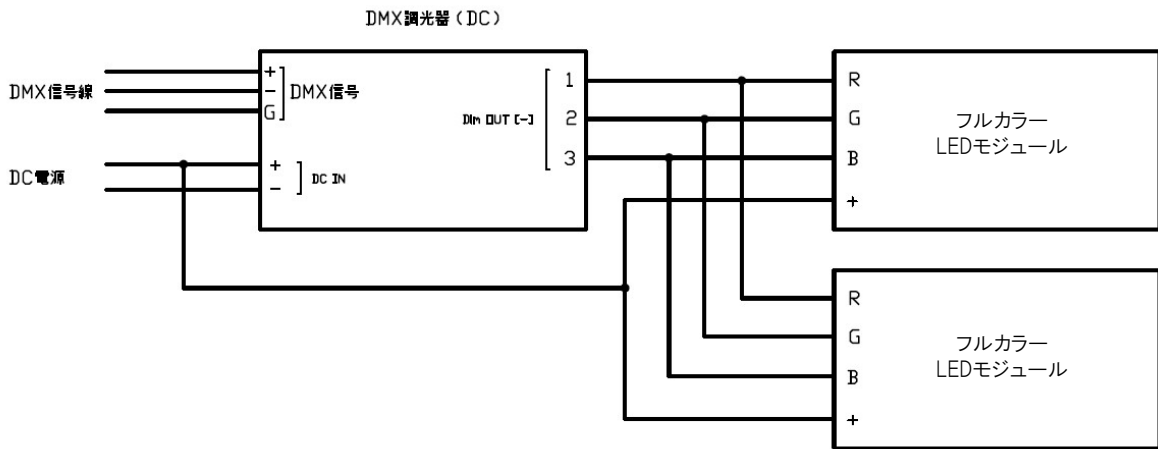 DMX調光器(DC)
DMX信号線
+
-
G
DMX信号
DC電源
+
-
DC IN
Dim OUT [-]
1
2
3
R
G
B
+
フルカラー
LEDモジュール
R
G
B
+
フルカラー
LEDモジュール